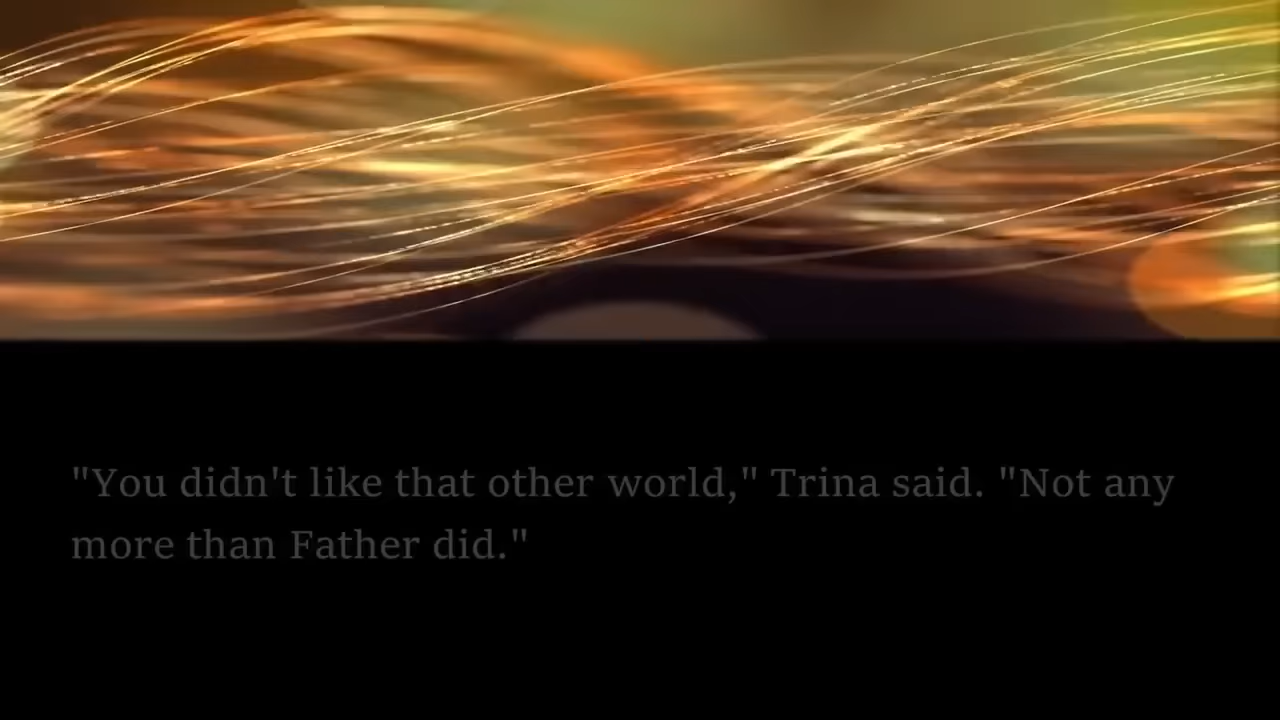 "You didn't like that other world," Trina said. "Not any
more than Father did."